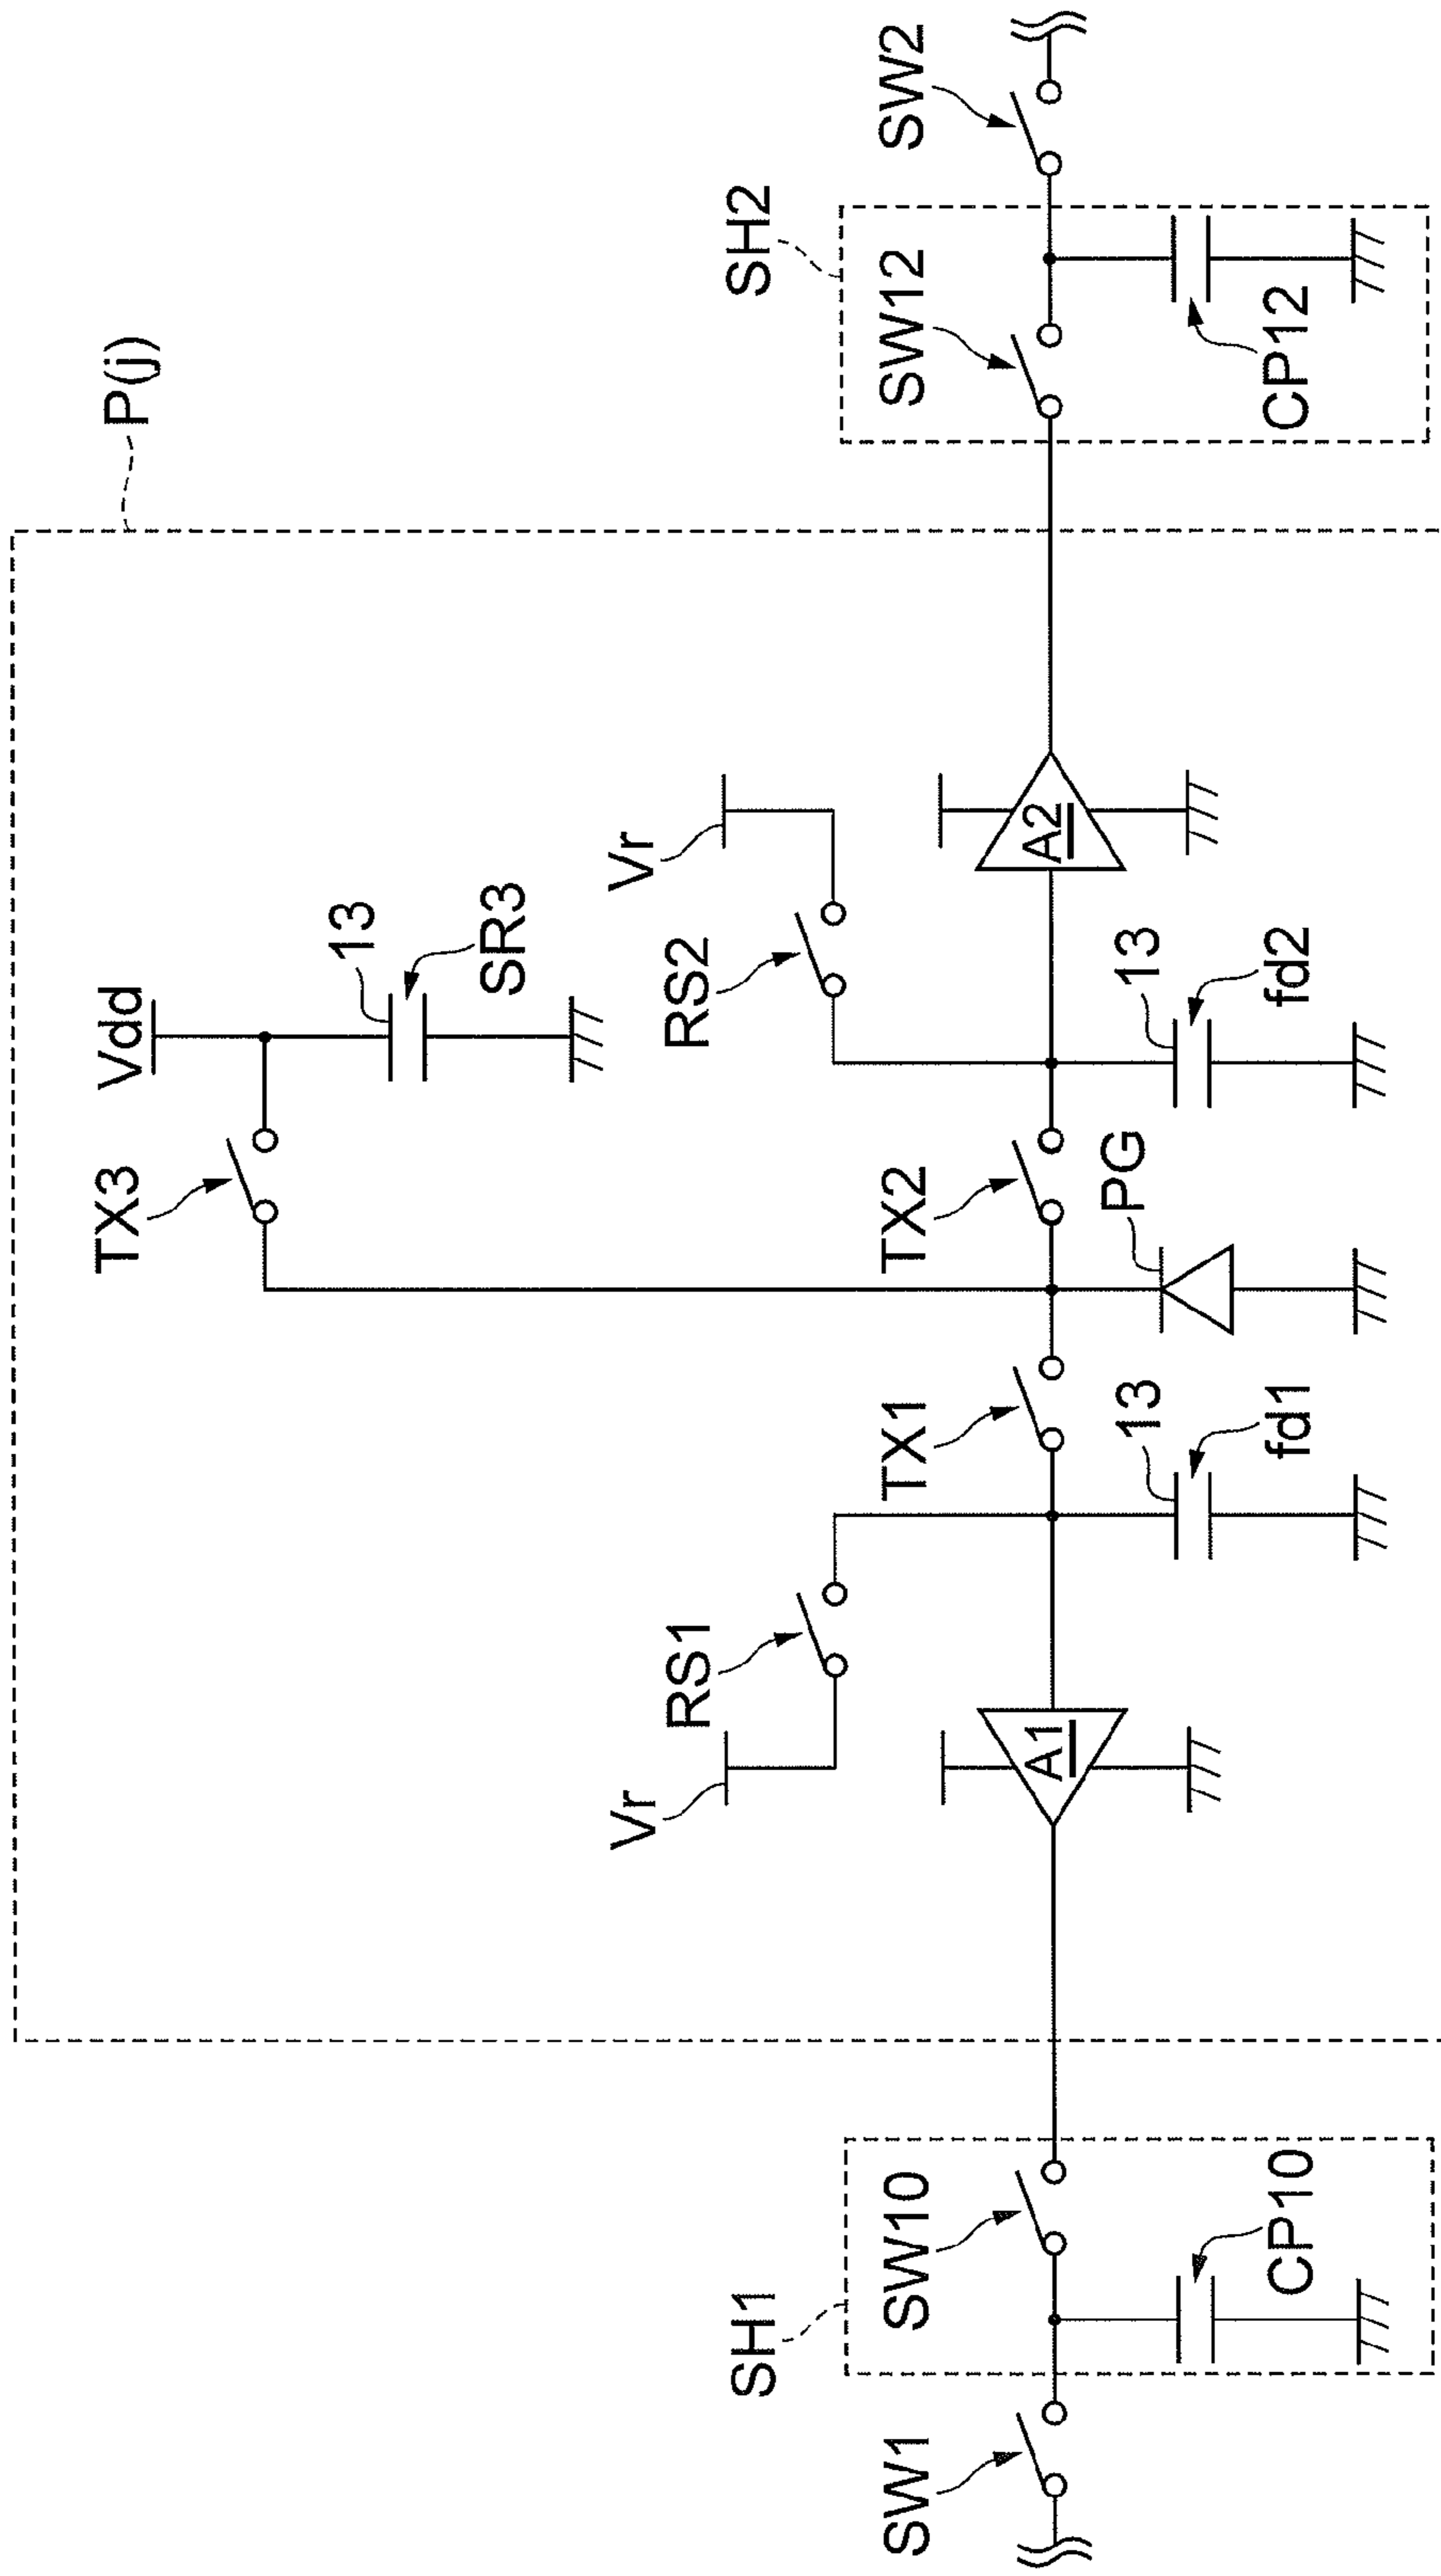 P(j)
Vdd
TX3
13
SR3
Vr
RS1
RS2
Vr
SH1
SH2
SW1
SW10
TX1
TX2
SW12
SW2
A1
A2
13
PG
13
CP10
fd1
fd2
CP12